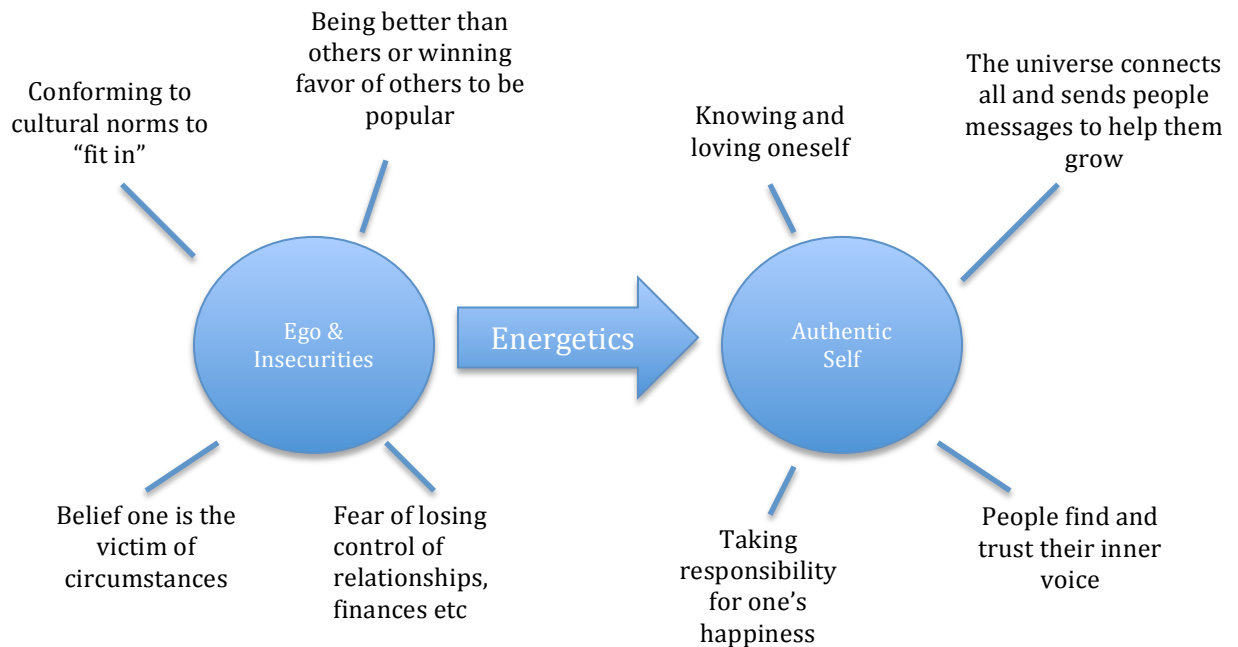 Being better than
others or winning
favor of others to be
popular
Conforming to
cultural norms to
“fit in”
Knowing and
loving oneself
The universe connects
all and sends people
messages to help them
grow
Ego &
Insecurities
Energetics
Authentic
Self
Belief one is the
victim of
circumstances
Fear of losing
control of
relationships,
finances etc
Taking
responsibility
for one’s
happiness
People find and
trust their inner
voice